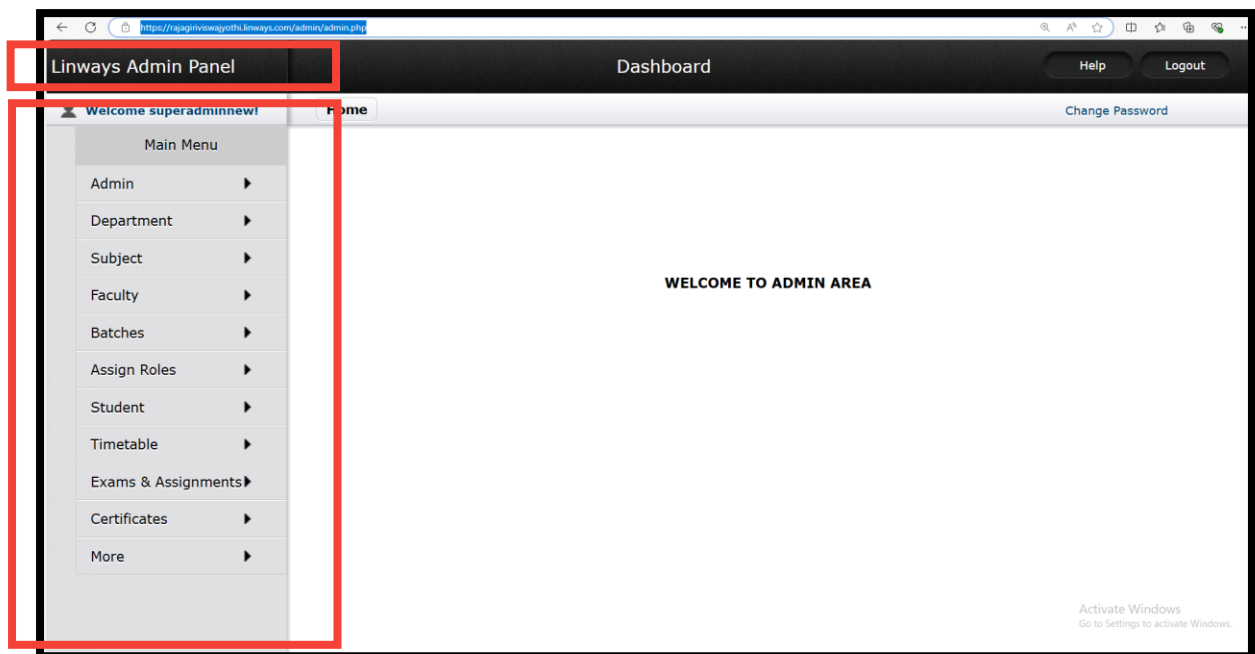 https://rajagiriviswajyothi.linways.com/admin/admin.php
Linways Admin Panel
Dashboard
Help
Logout
Welcome superadminnew!
Home
Change Password
Main Menu
Admin
Department
Subject
Faculty
Batches
Assign Roles
Student
Timetable
Exams & Assignments
Certificates
More
WELCOME TO ADMIN AREA
Activate Windows
Go to Settings to activate Windows.